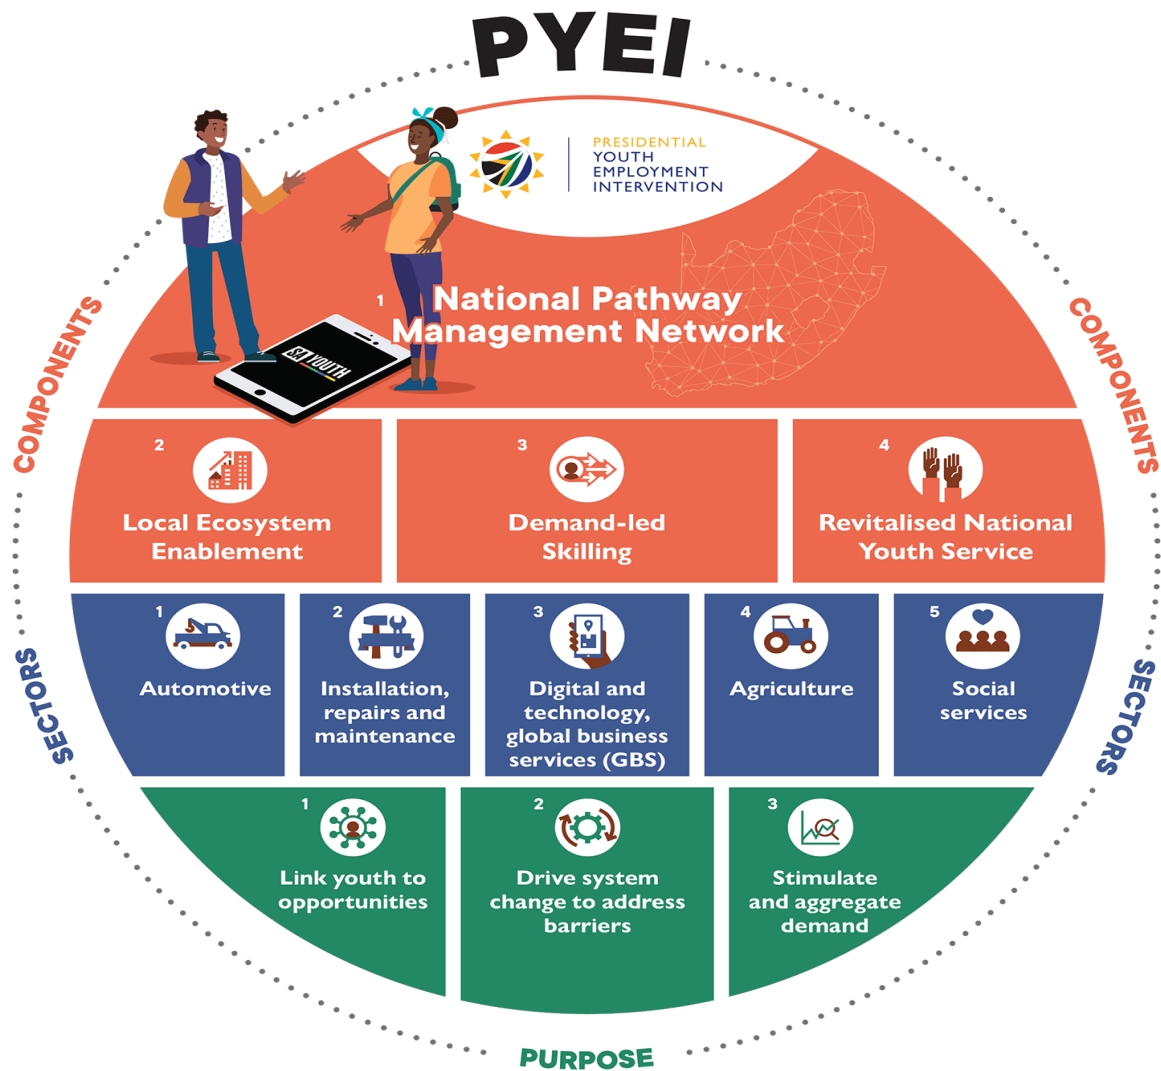 PYEI
PRESIDENTIAL
YOUTH
EMPLOYMENT
INTERVENTION
1
National Pathway
Management Network
SA YOUTH
COMPONENTS
COMPONENTS
2
Local Ecosystem
Enablement
3
Demand-led
Skilling
4
Revitalised National
Youth Service
SECTORS
SECTORS
1
Automotive
2
Installation,
repairs and
maintenance
3
Digital and
technology,
global business
services (GBS)
4
Agriculture
5
Social
services
1
Link youth to
opportunities
2
Drive system
change to address
barriers
3
Stimulate
and aggregate
demand
PURPOSE